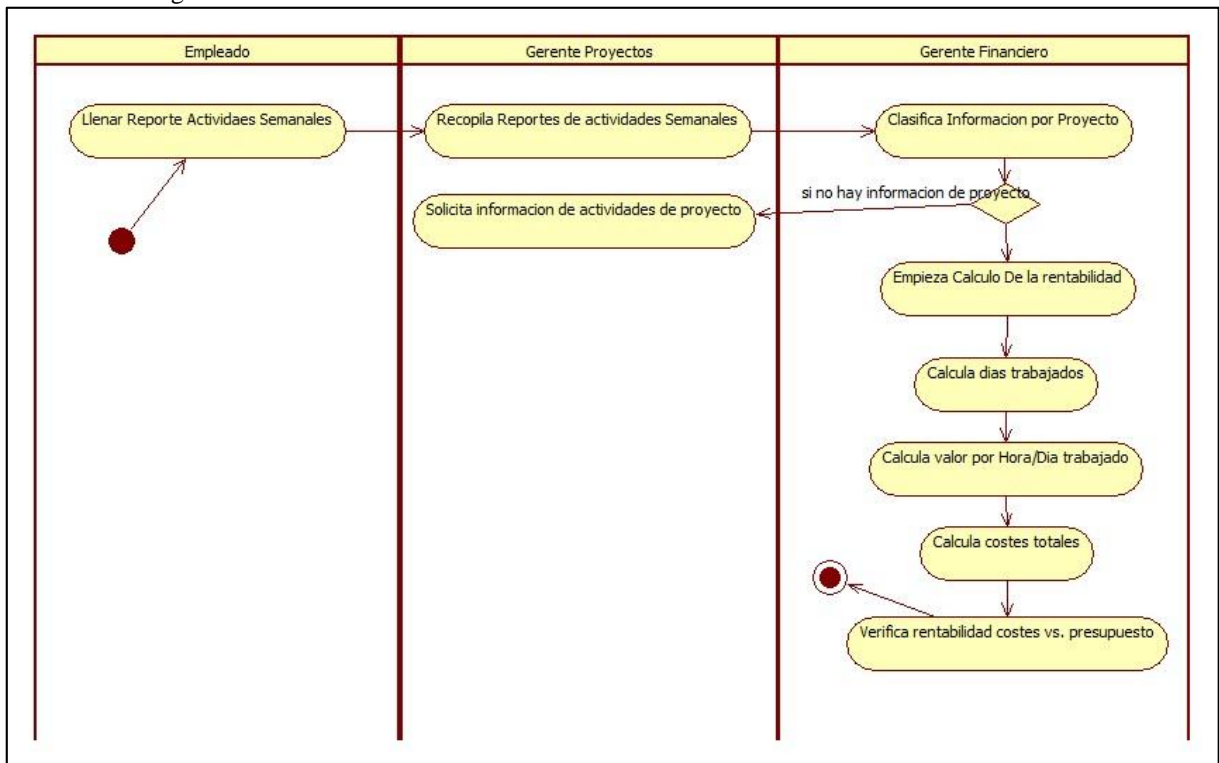 Empleado
Gerente Proyectos
Gerente Financiero
Llenar Reporte Actividaes Semanales
Recopila Reportes de actividades Semanales
Clasifica Informacion por Proyecto
si no hay informacion de proyecto
Solicita informacion de actividades de proyecto
Empieza Calculo De la rentabilidad
Calcula dias trabajados
Calcula valor por Hora/Dia trabajado
Calcula costes totales
Verifica rentabilidad costes vs. presupuesto